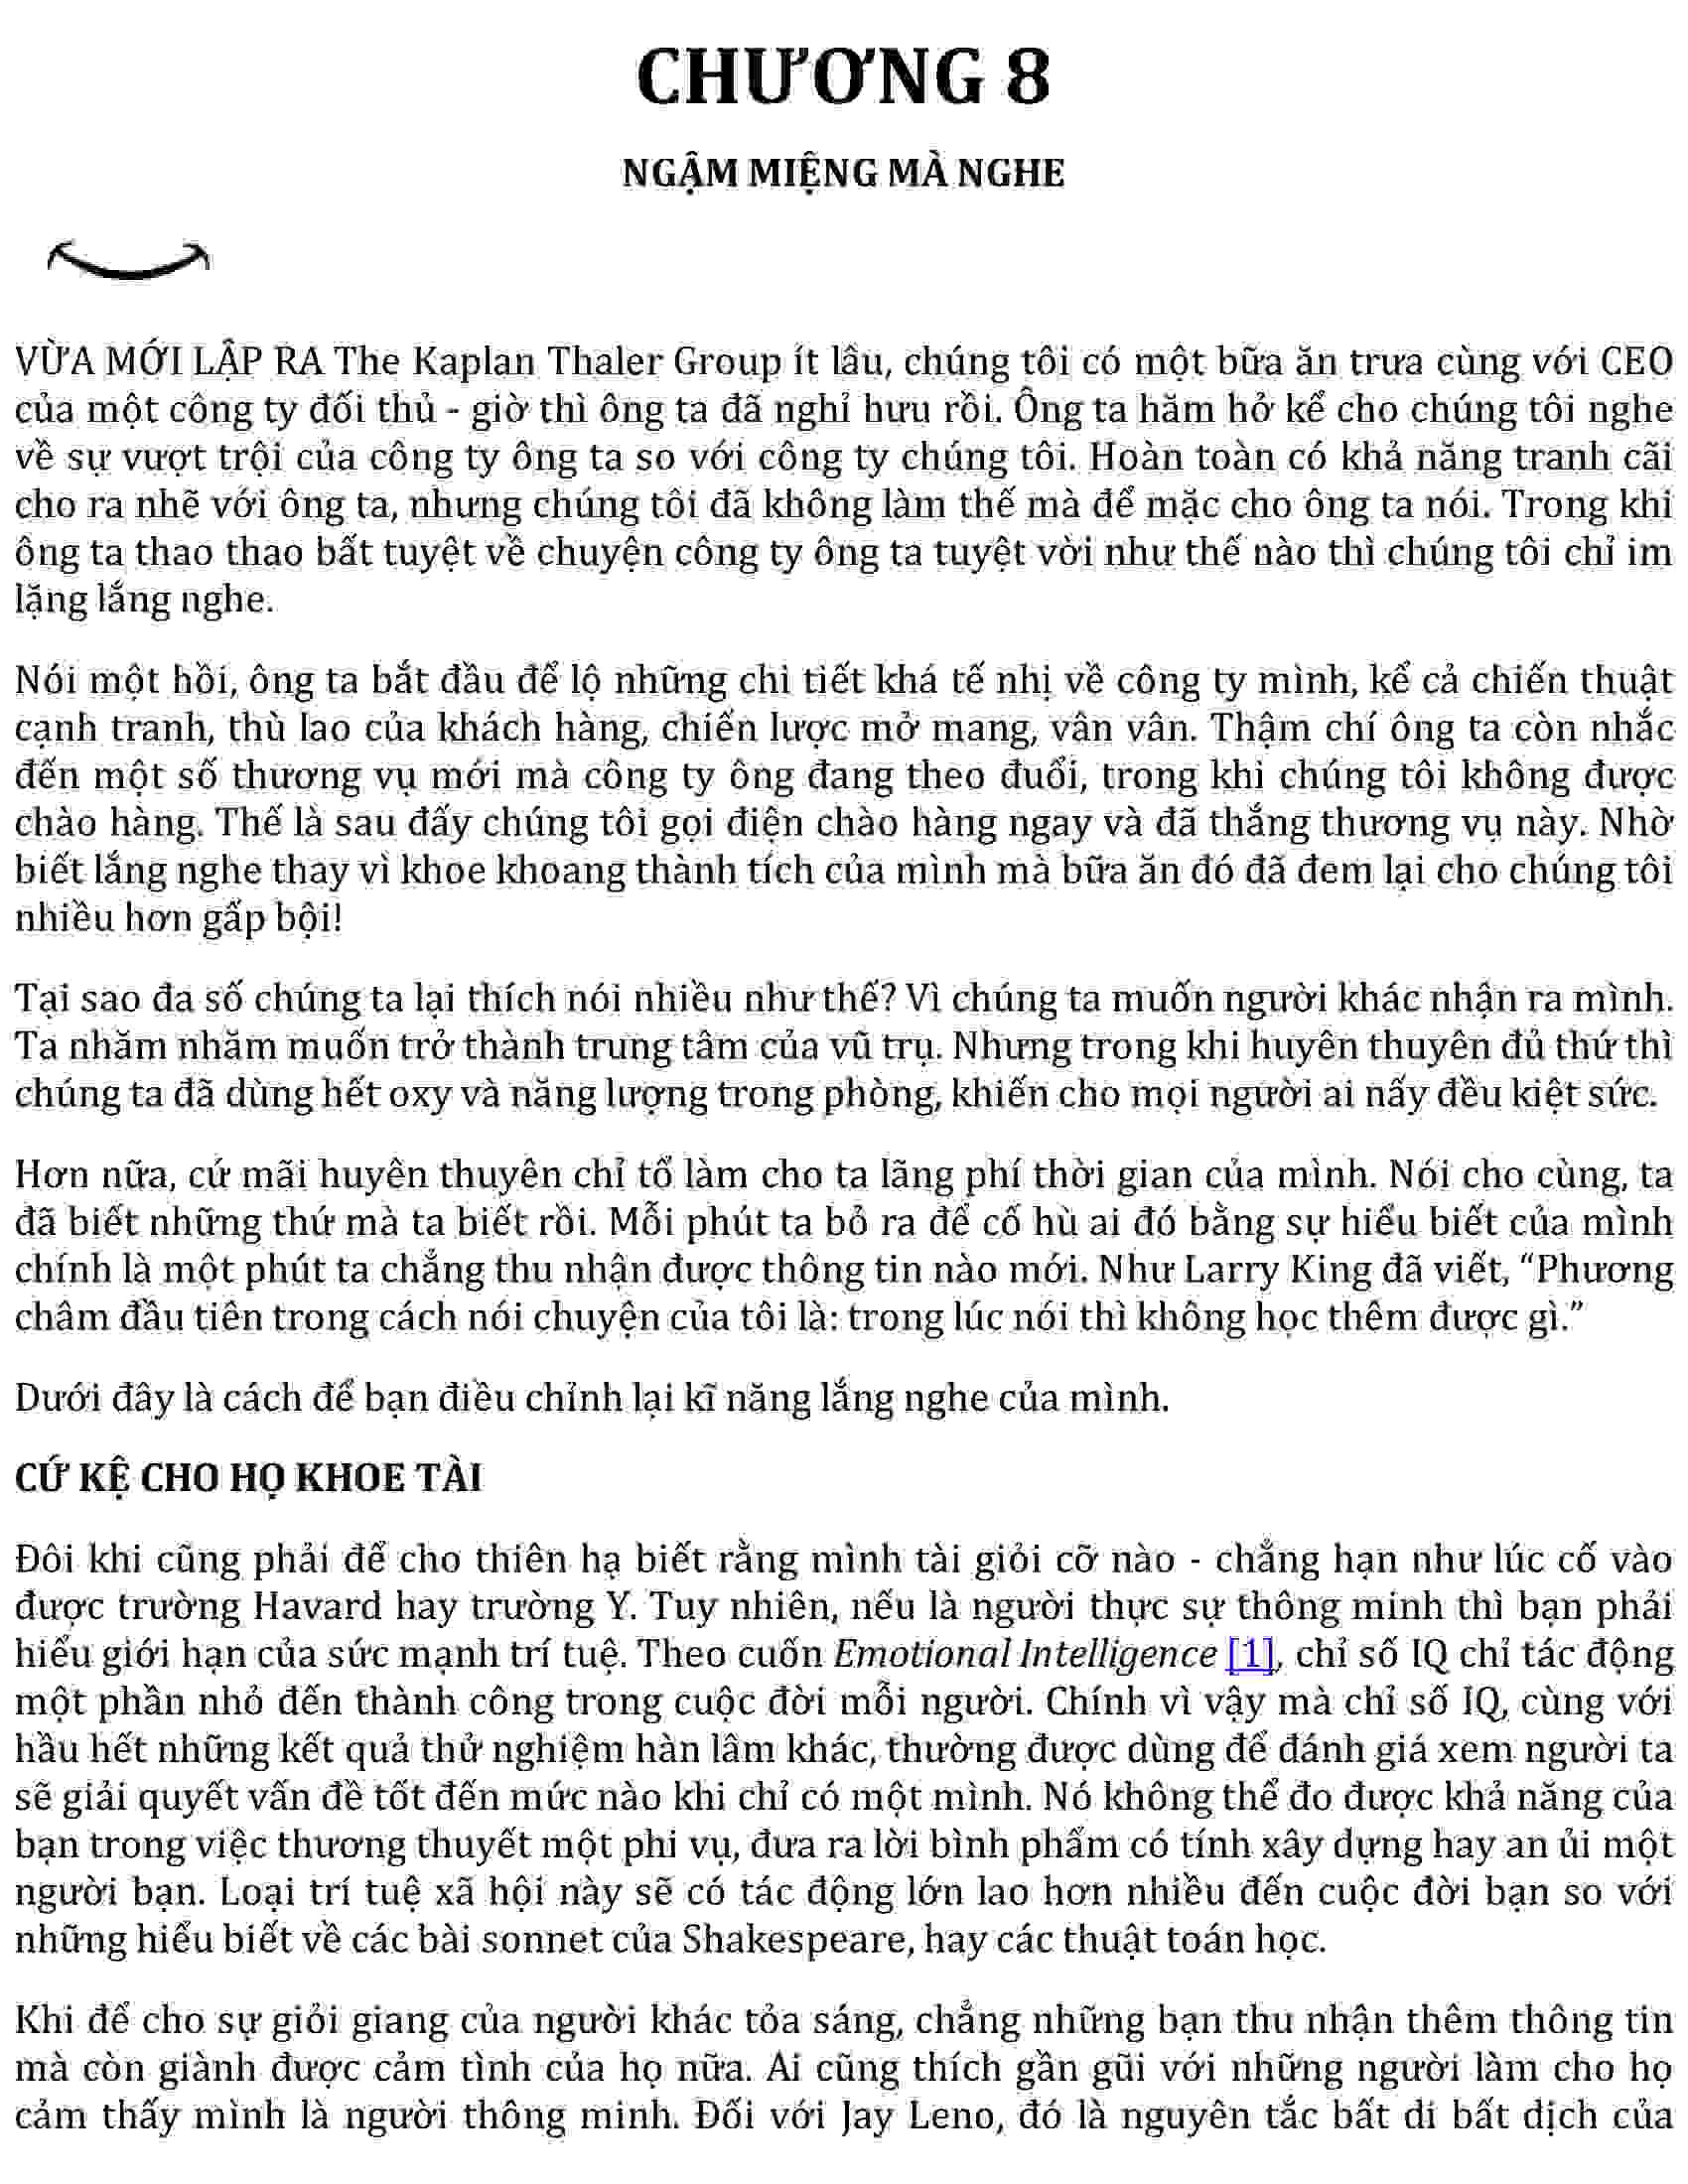 CHƯƠNG 8
NGẬM MIỆNG MÀ NGHE
VỪA MỚI LẬP RA The Kaplan Thaler Group ít lâu, chúng tôi có một bữa ăn trưa cùng với CEO
của một công ty đối thủ - giờ thì ông ta đã nghỉ hưu rồi. Ông ta hăm hở kể cho chúng tôi nghe
về sự vượt trội của công ty ông ta so với công ty chúng tôi. Hoàn toàn có khả năng tranh cãi
cho ra nhẽ với ông ta, nhưng chúng tôi đã không làm thế mà để mặc cho ông ta nói. Trong khi
ông ta thao thao bất tuyệt về chuyện công ty ông ta tuyệt vời như thế nào thì chúng tôi chỉ im
lặng lắng nghe.
Nói một hồi, ông ta bắt đầu để lộ những chi tiết khá tế nhị về công ty mình, kể cả chiến thuật
cạnh tranh, thù lao của khách hàng, chiến lược mở mang, vân vân. Thậm chí ông ta còn nhắc
đến một số thương vụ mới mà công ty ông đang theo đuổi, trong khi chúng tôi không được
chào hàng. Thế là sau đấy chúng tôi gọi điện chào hàng ngay và đã thắng thương vụ này. Nhờ
biết lắng nghe thay vì khoe khoang thành tích của mình mà bữa ăn đó đã đem lại cho chúng tôi
nhiều hơn gấp bội!
Tại sao đa số chúng ta lại thích nói nhiều như thế? Vì chúng ta muốn người khác nhận ra mình.
Ta nhăm nhăm muốn trở thành trung tâm của vũ trụ. Nhưng trong khi huyên thuyên đủ thứ thì
chúng ta đã dùng hết oxy và năng lượng trong phòng, khiến cho mọi người ai nấy đều kiệt sức.
Hơn nữa, cứ mãi huyên thuyên chỉ tổ làm cho ta lãng phí thời gian của mình. Nói cho cùng, ta
đã biết những thứ mà ta biết rồi. Mỗi phút ta bỏ ra để cố hù ai đó bằng sự hiểu biết của mình
chính là một phút ta chẳng thu nhận được thông tin nào mới. Như Larry King đã viết, “Phương
châm đầu tiên trong cách nói chuyện của tôi là: trong lúc nói thì không học thêm được gì.”
Dưới đây là cách để bạn điều chỉnh lại kĩ năng lắng nghe của mình.
CỨ KỆ CHO HỌ KHOE TÀI
Đôi khi cũng phải để cho thiên hạ biết rằng mình tài giỏi cỡ nào - chẳng hạn như lúc cố vào
được trường Havard hay trường Y. Tuy nhiên, nếu là người thực sự thông minh thì bạn phải
hiểu giới hạn của sức mạnh trí tuệ. Theo cuốn Emotional Intelligence [1], chỉ số IQ chỉ tác động
một phần nhỏ đến thành công trong cuộc đời mỗi người. Chính vì vậy mà chỉ số IQ, cùng với
hầu hết những kết quả thử nghiệm hàn lâm khác, thường được dùng để đánh giá xem người ta
sẽ giải quyết vấn đề tốt đến mức nào khi chỉ có một mình. Nó không thể đo được khả năng của
bạn trong việc thương thuyết một phi vụ, đưa ra lời bình phẩm có tính xây dựng hay an ủi một
người bạn. Loại trí tuệ xã hội này sẽ có tác động lớn lao hơn nhiều đến cuộc đời bạn so với
những hiểu biết về các bài sonnet của Shakespeare, hay các thuật toán học.
Khi để cho sự giỏi giang của người khác tỏa sáng, chẳng những bạn thu nhận thêm thông tin
mà còn giành được cảm tình của họ nữa. Ai cũng thích gần gũi với những người làm cho họ
cảm thấy mình là người thông minh. Đối với Jay Leno, đó là nguyên tắc bất di bất dịch của